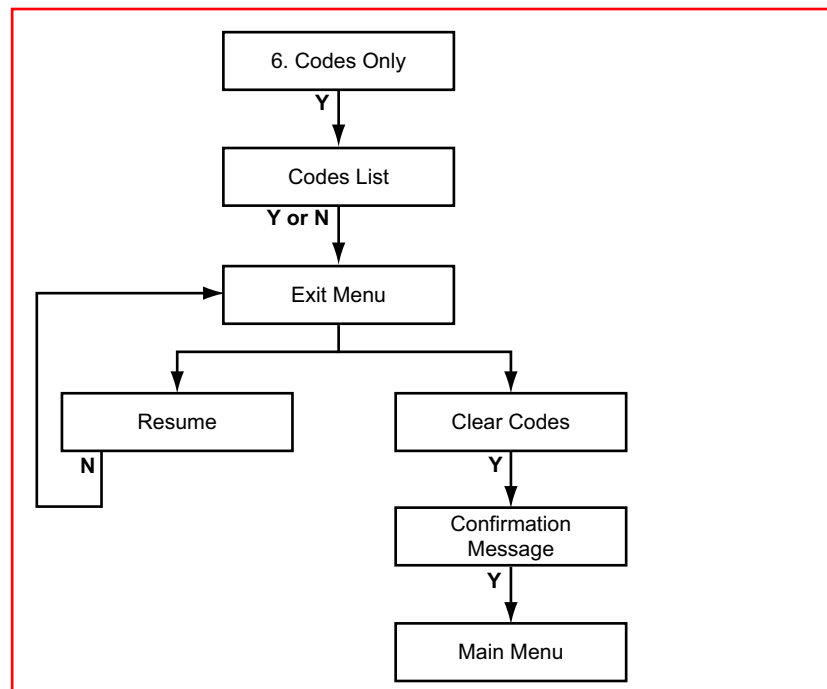 6. Codes Only
Y
Codes List
Y or N
Exit Menu
Resume
Clear Codes
N
Y
Confirmation
Message
Y
Main Menu